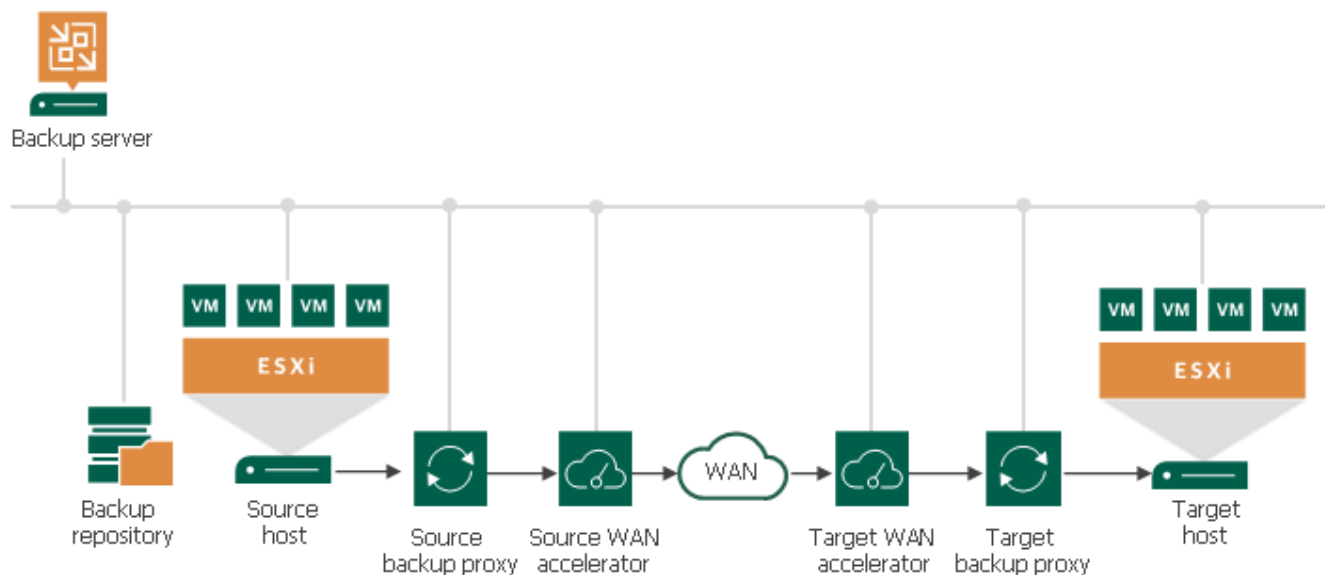 Backup server
VM VM VM VM
ESXi
VM VM VM VM
ESXi
WAN
Backup
repository
Source
host
Source
backup proxy
Source WAN
accelerator
Target WAN
accelerator
Target
backup proxy
Target
host